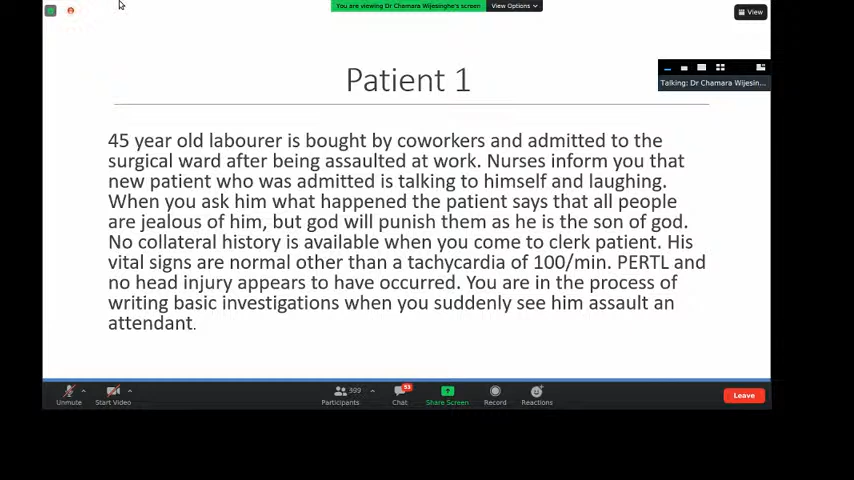 You are viewing Dr Chamara Wijesinghe's screen
View Options
View
Talking: Dr Chamara Wijesin...
Patient 1
45 year old labourer is bought by coworkers and admitted to the
surgical ward after being assaulted at work. Nurses inform you that
new patient who was admitted is talking to himself and laughing.
When you ask him what happened the patient says that all people
are jealous of him, but god will punish them as he is the son of god.
No collateral history is available when you come to clerk patient. His
vital signs are normal other than a tachycardia of 100/min. PERTL and
no head injury appears to have occurred. You are in the process of
writing basic investigations when you suddenly see him assault an
attendant.
399
53
Unmute
Start Video
Participants
Chat
Share Screen
Record
Reactions
Leave